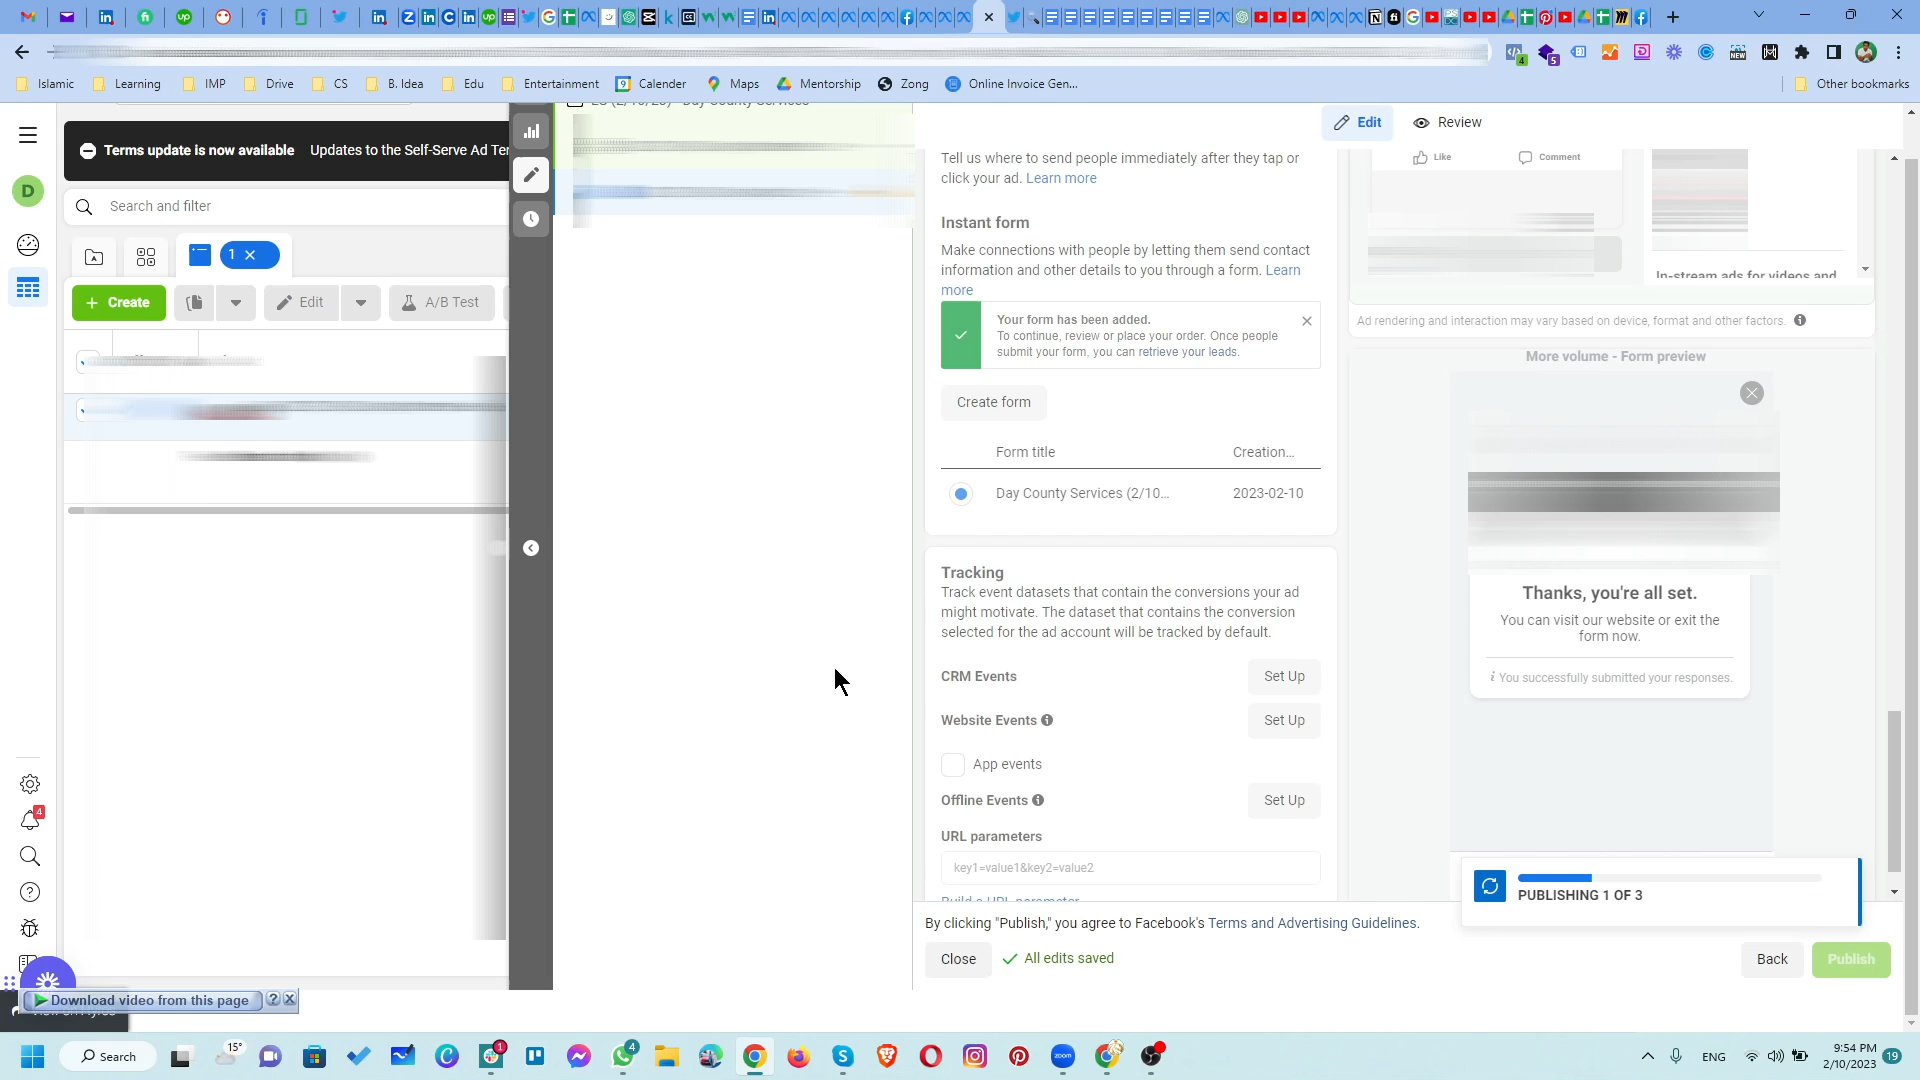 Islamic
Learning
IMP
Drive
CS
B. Idea
Edu
Entertainment
Calender
Maps
Mentorship
Zong
Online Invoice Gen...
Other bookmarks
Terms update is now available Updates to the Self-Serve Ad Ter
D
Search and filter
1
Create
Edit
A/B Test
Edit
Review
Tell us where to send people immediately after they tap or
click your ad. Learn more
Instant form
Make connections with people by letting them send contact
information and other details to you through a form. Learn
more
Your form has been added.
To continue, review or place your order. Once people
submit your form, you can retrieve your leads.
Create form
Form title
Creation...
Day County Services (2/10...
2023-02-10
Tracking
Track event datasets that contain the conversions your ad
might motivate. The dataset that contains the conversion
selected for the ad account will be tracked by default.
CRM Events
Set Up
Website Events
Set Up
App events
Offline Events
Set Up
URL parameters
key1=value1&key2=value2
By clicking "Publish," you agree to Facebook's Terms and Advertising Guidelines.
Close
All edits saved
Back
Publish
Like
Comment
In-stream ads for videos and
Ad rendering and interaction may vary based on device, format and other factors.
More volume - Form preview
Thanks, you're all set.
You can visit our website or exit the
form now.
You successfully submitted your responses.
PUBLISHING 1 OF 3
4
Download video from this page
Search
15°
1
4
ENG
9:54 PM
2/10/2023
19